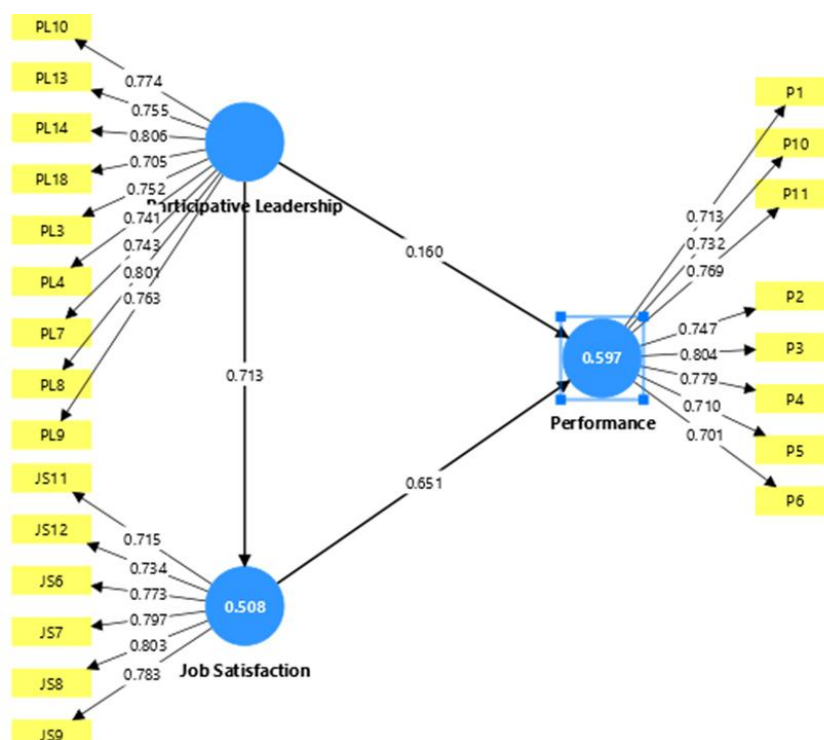 PL10
PL13
PL14
PL18
PL3
PL4
PL7
PL8
PL9
0.774
0.755
0.806
0.705
0.752
0.741
0.743
0.801
0.763
Participative Leadership
0.160
0.713
0.651
JS11
JS12
JS6
JS7
JS8
JS9
0.715
0.734
0.773
0.797
0.803
0.783
0.508
Job Satisfaction
0.597
Performance
0.713
0.732
0.769
0.747
0.804
0.779
0.710
0.701
P1
P10
P11
P2
P3
P4
P5
P6